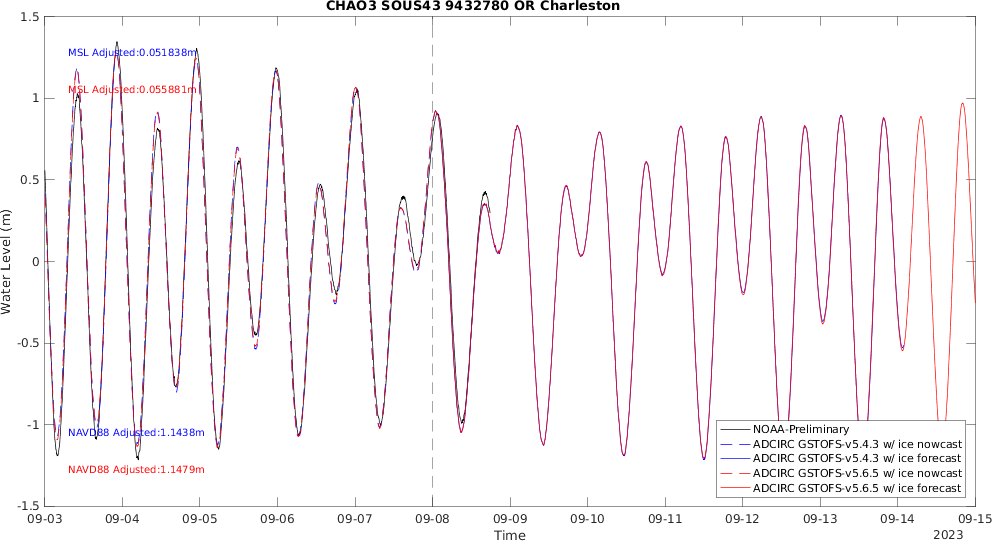 CHAO3 SOUS43 9432780 OR Charleston
1.5
1
0.5
0
-0.5
-1
-1.5
Water Level (m)
MSL Adjusted:0.051838m
MSL Adjusted:0.055881m
NAVD88 Adjusted:1.1438m
NAVD88 Adjusted:1.1479m
NOAA-Preliminary
ADCIRC GSTOFS-v5.4.3 w/ ice nowcast
ADCIRC GSTOFS-v5.4.3 w/ ice forecast
ADCIRC GSTOFS-v5.6.5 w/ ice nowcast
ADCIRC GSTOFS-v5.6.5 w/ ice forecast
09-03 09-04 09-05 09-06 09-07 09-08 09-09 09-10 09-11 09-12 09-13 09-14 09-15
Time
2023